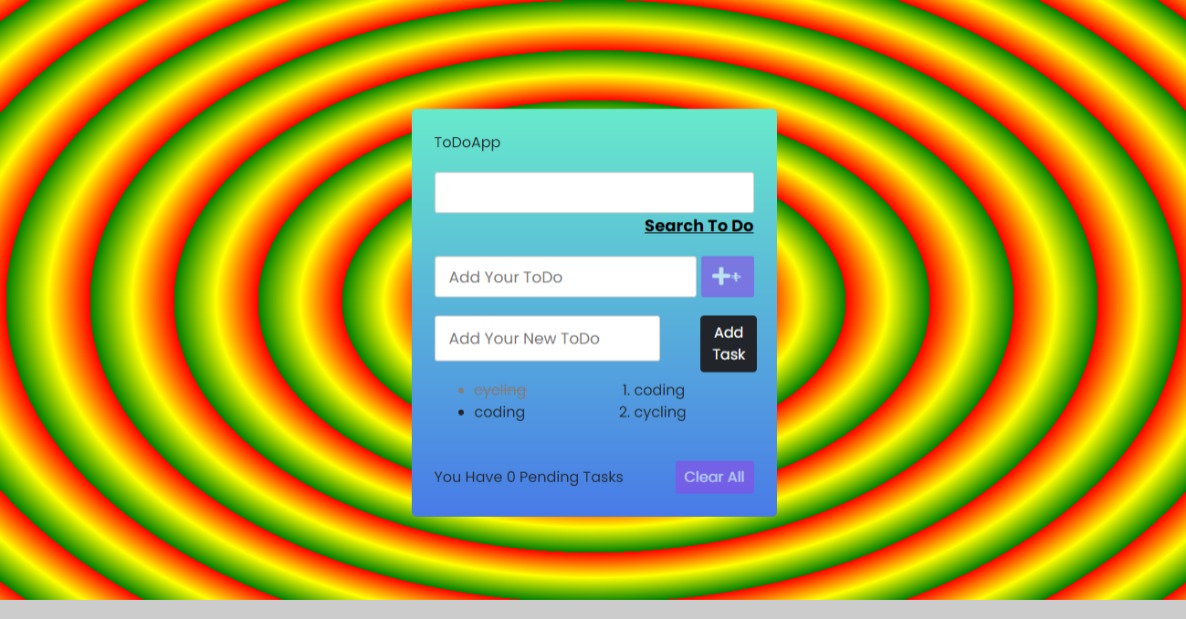 ToDoApp
Search To Do
Add Your ToDo
++
Add Your New ToDo
Add
Task
cycling
coding
1. coding
2. cycling
You Have 0 Pending Tasks
Clear All